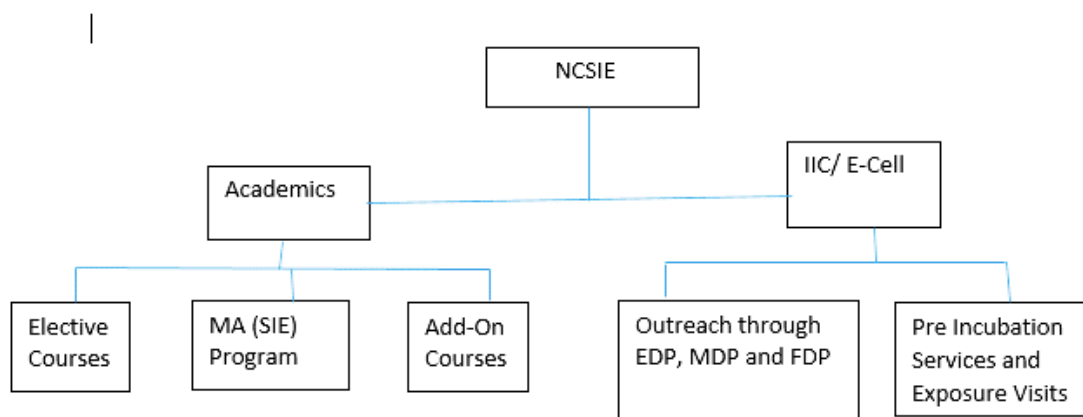 NCSIE
Academics
IIC/ E-Cell
Elective
Courses
MA (SIE)
Program
Add-On
Courses
Outreach through
EDP, MDP and FDP
Pre Incubation
Services and
Exposure Visits